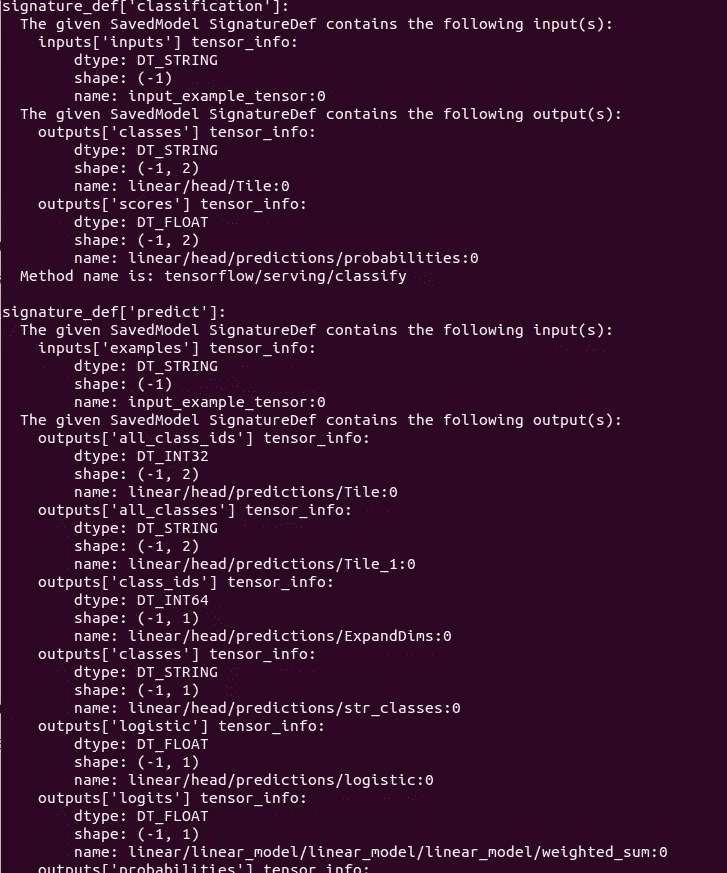 signature_def['classification']:
  The given SavedModel SignatureDef contains the following input(s):
    inputs['inputs'] tensor_info:
        dtype: DT_STRING
        shape: (-1)
        name: input_example_tensor:0
  The given SavedModel SignatureDef contains the following output(s):
    outputs['classes'] tensor_info:
        dtype: DT_STRING
        shape: (-1, 2)
        name: linear/head/Tile:0
    outputs['scores'] tensor_info:
        dtype: DT_FLOAT
        shape: (-1, 2)
        name: linear/head/predictions/probabilities:0
  Method name is: tensorflow/serving/classify

signature_def['predict']:
  The given SavedModel SignatureDef contains the following input(s):
    inputs['examples'] tensor_info:
        dtype: DT_STRING
        shape: (-1)
        name: input_example_tensor:0
  The given SavedModel SignatureDef contains the following output(s):
    outputs['all_class_ids'] tensor_info:
        dtype: DT_INT32
        shape: (-1, 2)
        name: linear/head/predictions/Tile:0
    outputs['all_classes'] tensor_info:
        dtype: DT_STRING
        shape: (-1, 2)
        name: linear/head/predictions/Tile_1:0
    outputs['class_ids'] tensor_info:
        dtype: DT_INT64
        shape: (-1, 1)
        name: linear/head/predictions/ExpandDims:0
    outputs['classes'] tensor_info:
        dtype: DT_STRING
        shape: (-1, 1)
        name: linear/head/predictions/str_classes:0
    outputs['logistic'] tensor_info:
        dtype: DT_FLOAT
        shape: (-1, 1)
        name: linear/head/predictions/logistic:0
    outputs['logits'] tensor_info:
        dtype: DT_FLOAT
        shape: (-1, 1)
        name: linear/linear_model/linear_model/linear_model/weighted_sum:0
    outputs['probabilities'] tensor_info: